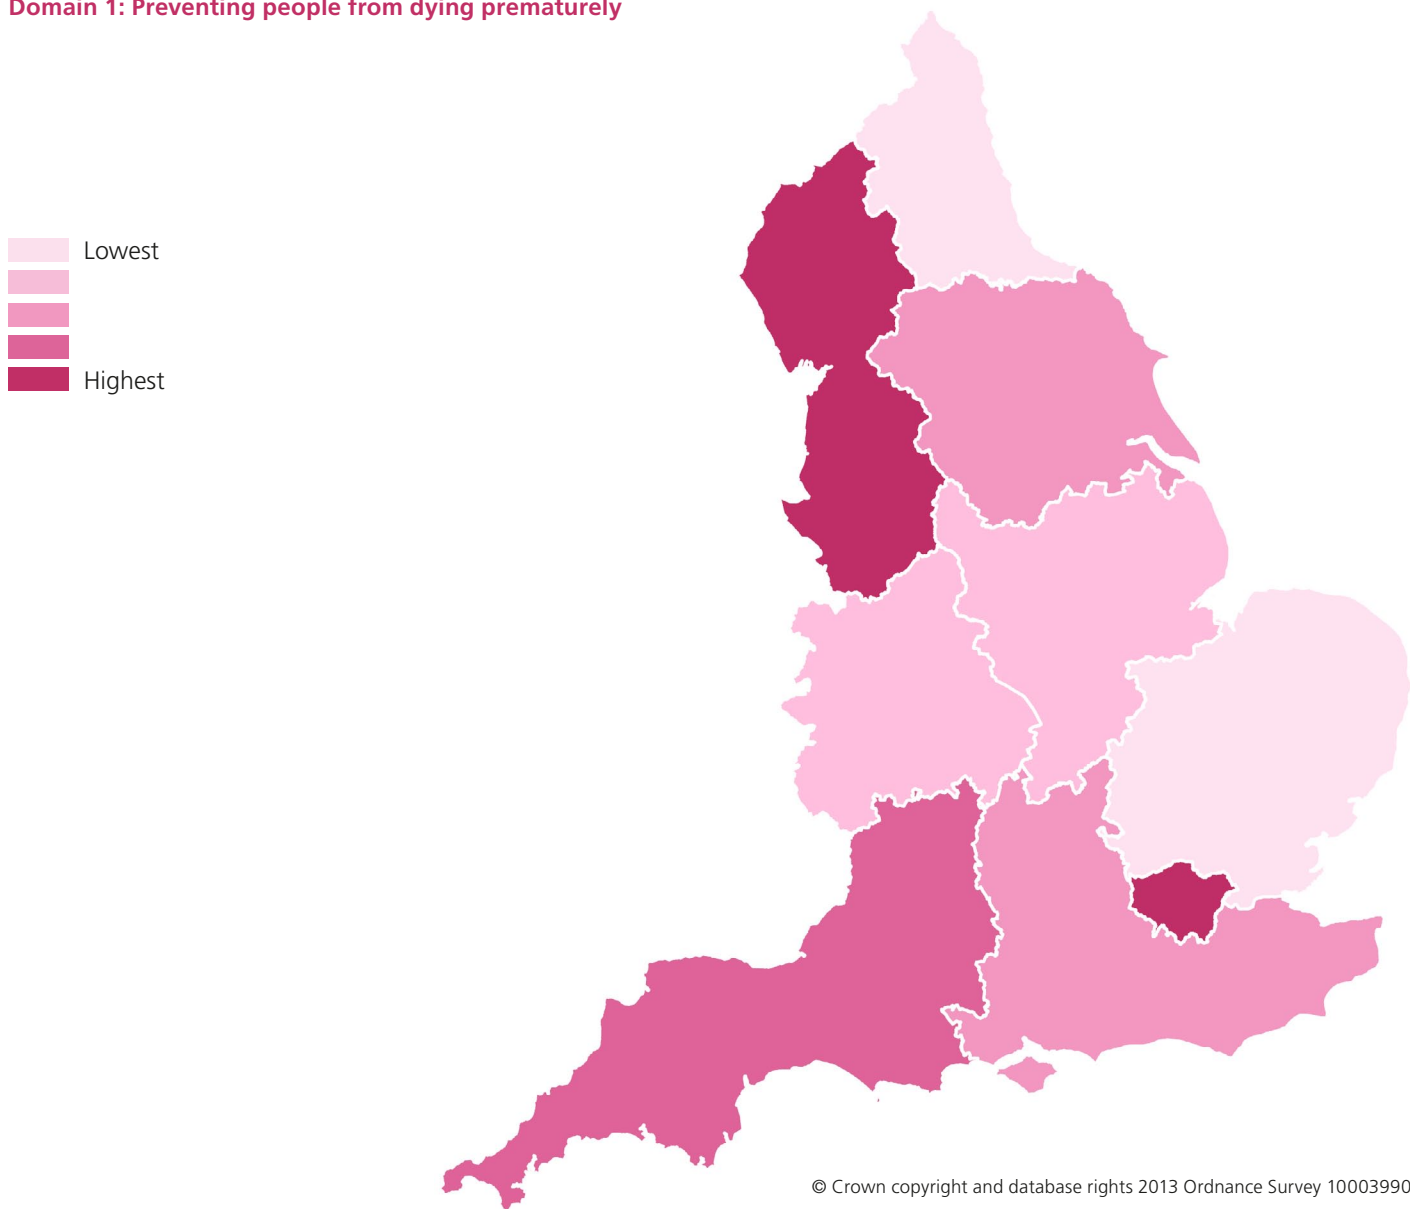 Domain 1: Preventing people from dying prematurely
Lowest
Highest
© Crown copyright and database rights 2013 Ordnance Survey 10003990